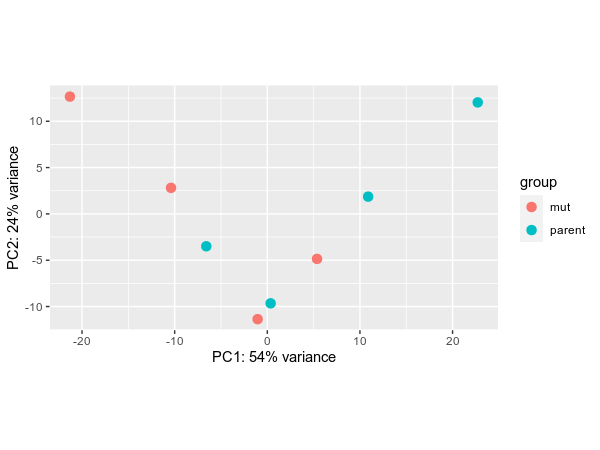 10
5
0
-5
-10
PC2: 24% variance
-20
-10
0
10
20
PC1: 54% variance
group
mut
parent